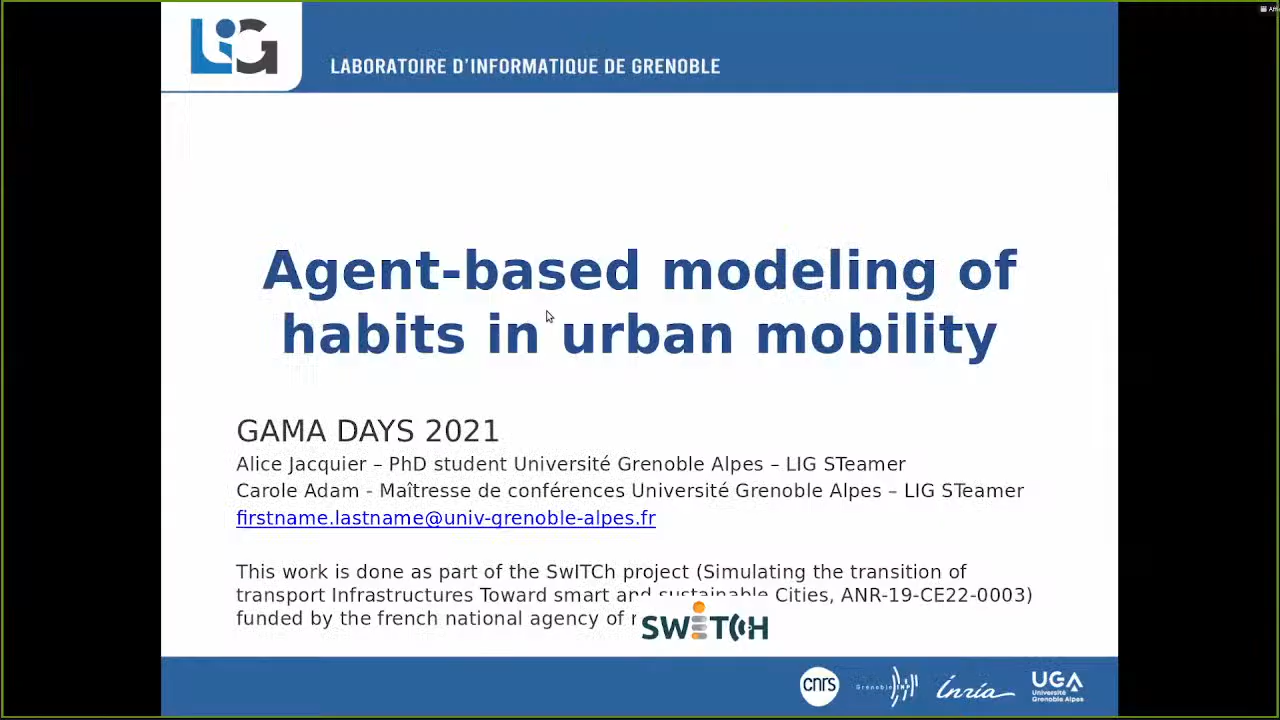 LIG
LABORATOIRE D'INFORMATIQUE DE GRENOBLE
Agent-based modeling of
habits in urban mobility
GAMA DAYS 2021
Alice Jacquier – PhD student Université Grenoble Alpes – LIG STeamer
Carole Adam - Maîtresse de conférences Université Grenoble Alpes – LIG STeamer
firstname.lastname@univ-grenoble-alpes.fr
This work is done as part of the SwITCh project (Simulating the transition of
transport Infrastructures Toward smart and sustainable Cities, ANR-19-CE22-0003)
funded by the french national agency of
SWITCH
cnrs
Grenoble INP
Inria
UGA
Université
Grenoble Alpes